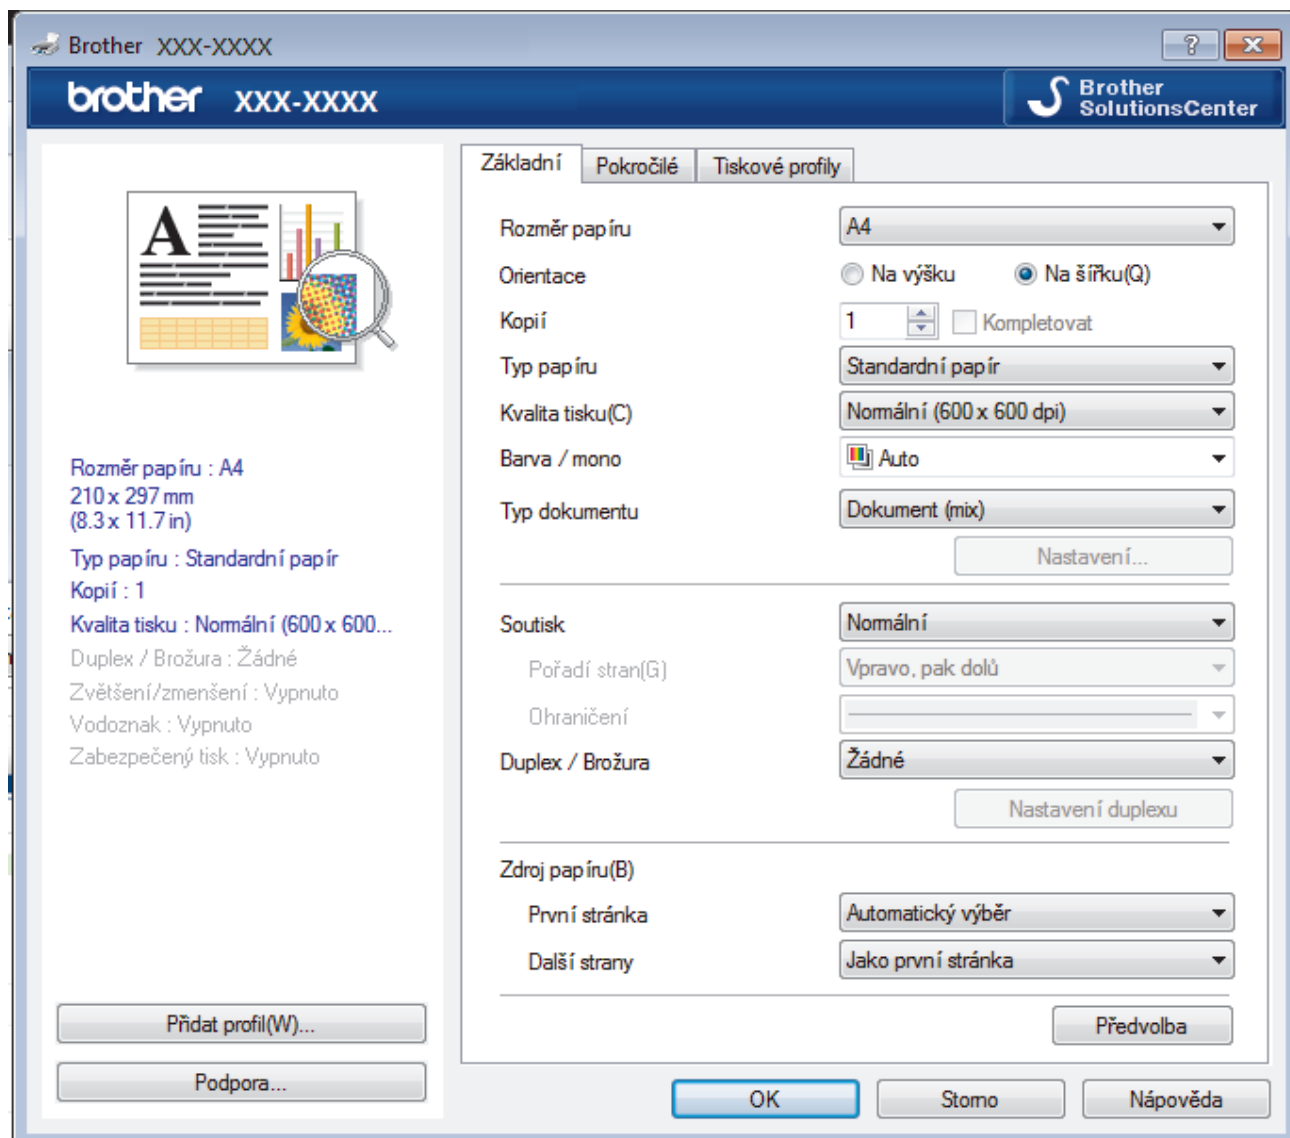 Brother XXX-XXXX
brother XXX-XXXX
Brother
SolutionsCenter
A
Rozměr papíru : A4
210 x 297 mm
(8.3 x 11.7 in)
Typ papíru : Standardní papír
Kopií : 1
Kvalita tisku : Normální (600 x 600...
Duplex / Brožura : Žádné
Zvětšení/zmenšení : Vypnuto
Vodoznak : Vypnuto
Zabezpečený tisk : Vypnuto
Přidat profil(W)...
Podpora...
Základní Pokročilé Tiskové profily
Rozměr papíru A4
Orientace Na výšku Na šířku(Q)
Kopií 1 Kompletovat
Typ papíru Standardní papír
Kvalita tisku(C) Normální (600 x 600 dpi)
Barva / mono Auto
Typ dokumentu Dokument (mix)
Nastavení...
Soutisk Normální
Pořadí stran(G) Vpravo, pak dolů
Ohraničení
Duplex / Brožura Žádné
Nastavení duplexu
Zdroj papíru(B)
První stránka Automatický výběr
Další strany Jako první stránka
Předvolba
OK Storno Nápověda